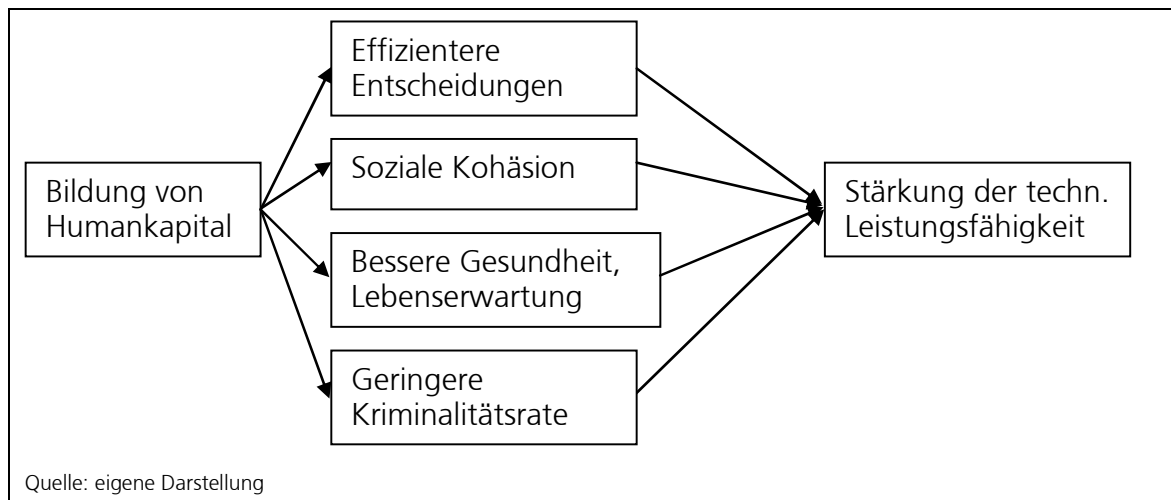 Bildung von
Humankapital
Effizientere
Entscheidungen
Soziale Kohäsion
Bessere Gesundheit,
Lebenserwartung
Geringere
Kriminalitätsrate
Stärkung der techn.
Leistungsfähigkeit
Quelle: eigene Darstellung